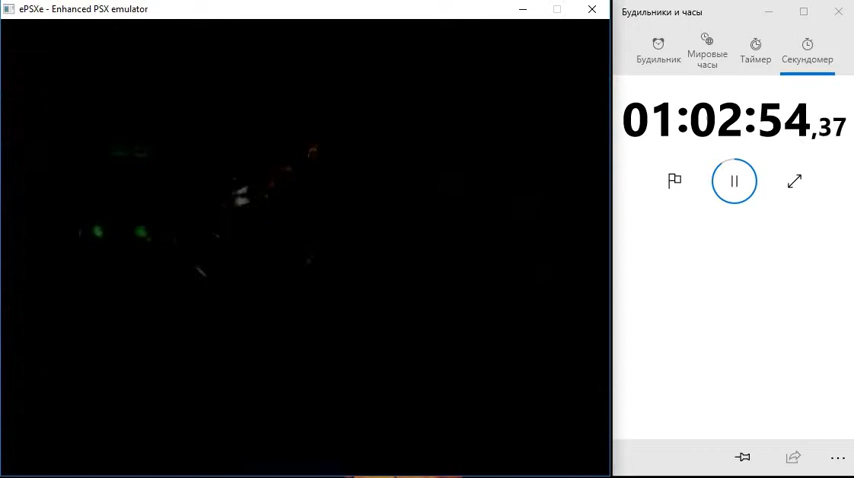 ePSXe - Enhanced PSX emulator
Будильники и часы
Будильник
Мировые
часы
Таймер
Секундомер
01:02:54,37